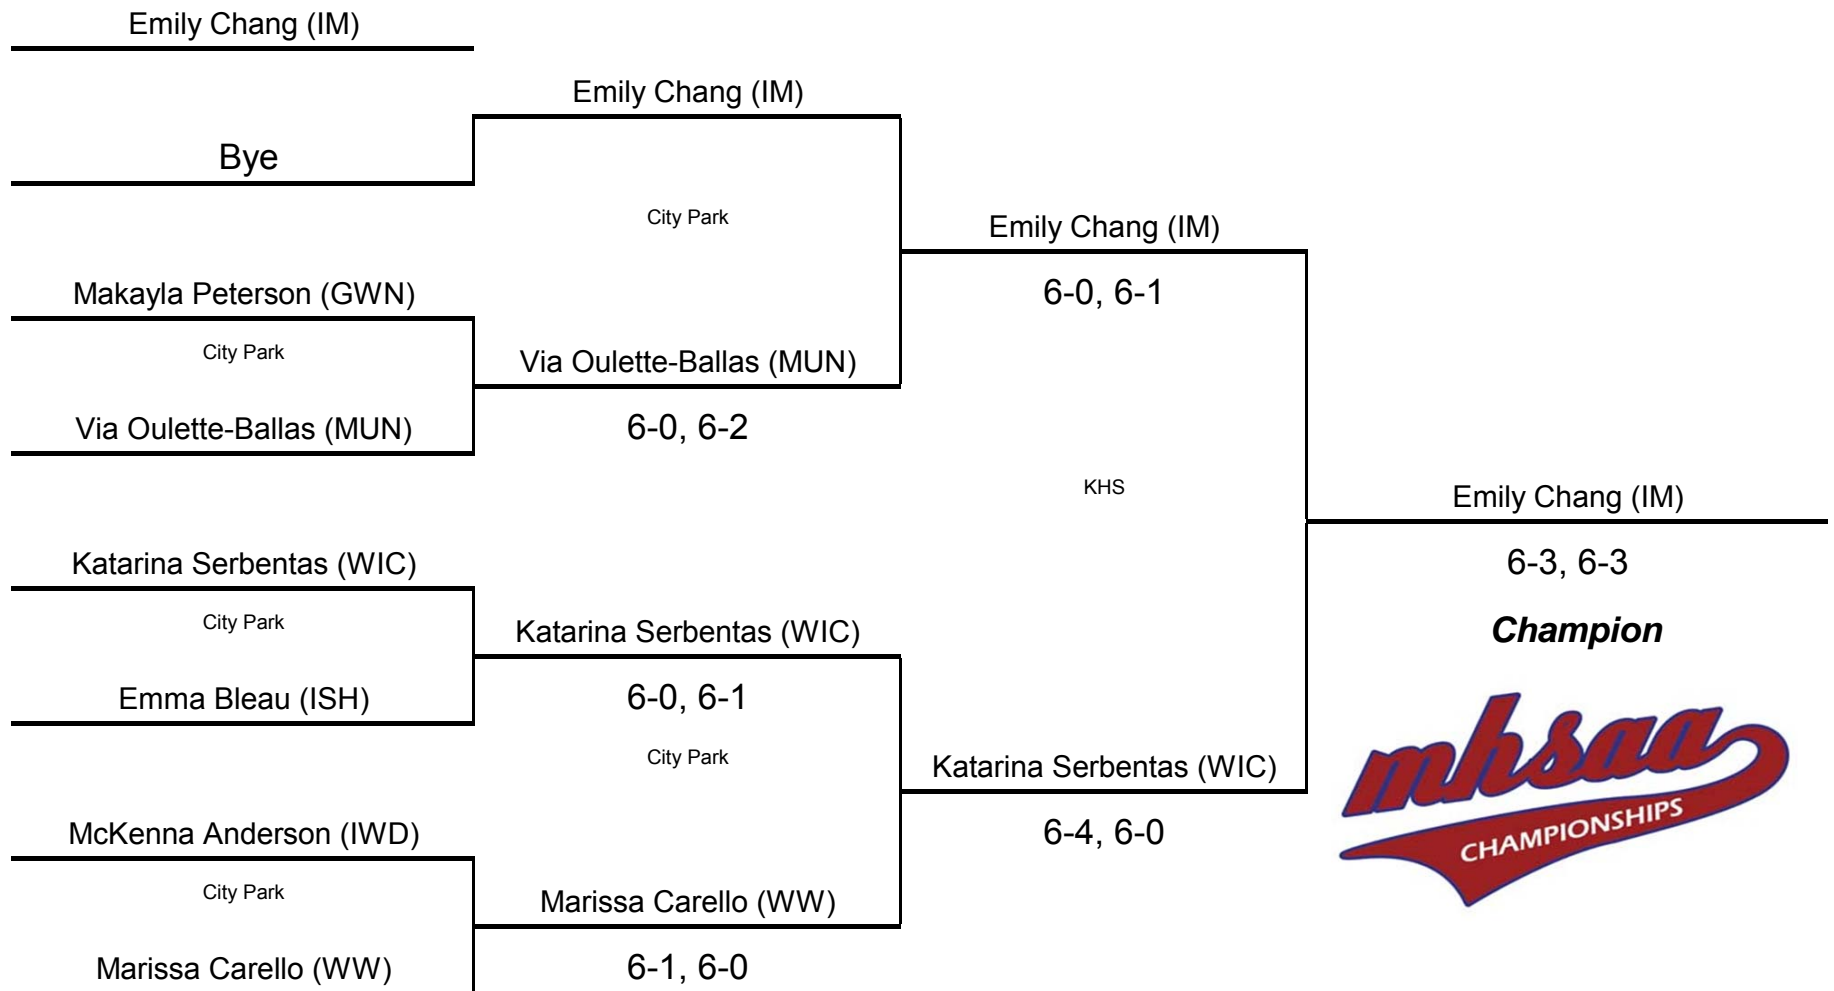 Emily Chang (IM)
Emily Chang (IM)
Bye
City Park
Emily Chang (IM)
Makayla Peterson (GWN)
6-0, 6-1
City Park
Via Oulette-Ballas (MUN)
Via Oulette-Ballas (MUN)
6-0, 6-2
KHS
Emily Chang (IM)
Katarina Serbentas (WIC)
6-3, 6-3
City Park
Katarina Serbentas (WIC)
Champion
Emma Bleau (ISH)
6-0, 6-1
City Park
Katarina Serbentas (WIC)
mhsaa
CHAMPIONSHIPS
McKenna Anderson (IWD)
6-4, 6-0
City Park
Marissa Carello (WW)
Marissa Carello (WW)
6-1, 6-0